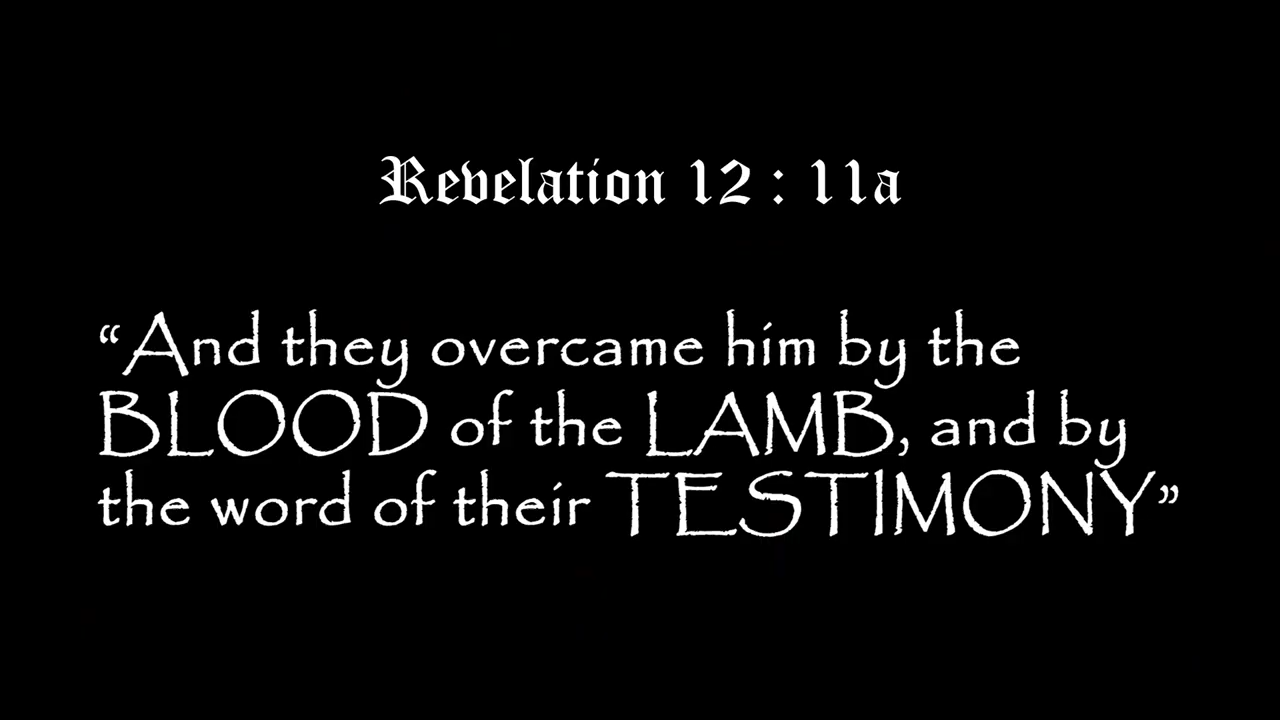 Revelation 12 : 11a
“And they overcame him by the
BLOOD of the LAMB, and by
the word of their TESTIMONY”